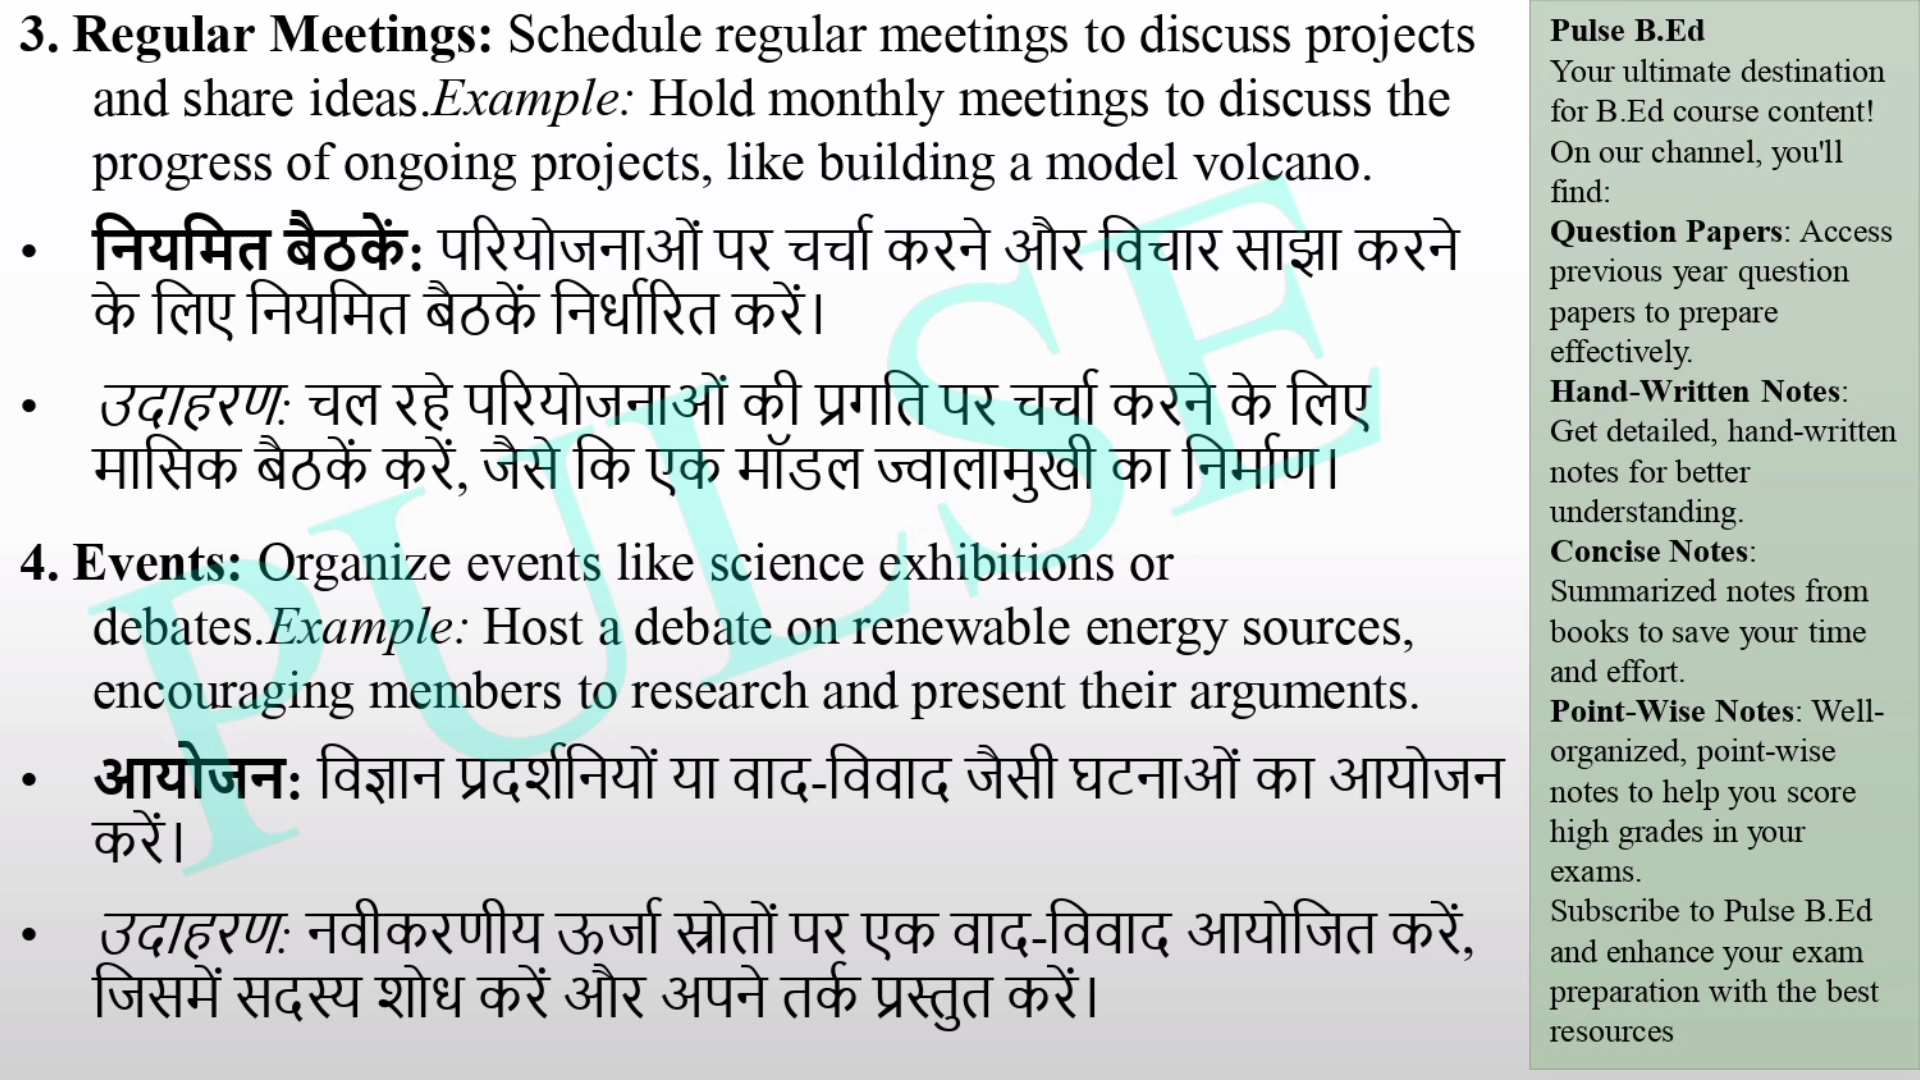 3. Regular Meetings: Schedule regular meetings to discuss projects
and share ideas.Example: Hold monthly meetings to discuss the
progress of ongoing projects, like building a model volcano.
• नियमित बैठकें: परियोजनाओं पर चर्चा करने और विचार साझा करने
के लिए नियमित बैठकें निर्धारित करें।
• उदाहरण: चल रहे परियोजनाओं की प्रगति पर चर्चा करने के लिए
मासिक बैठकें करें, जैसे कि एक मॉडल ज्वालामुखी का निर्माण।
4. Events: Organize events like science exhibitions or
debates.Example: Host a debate on renewable energy sources,
encouraging members to research and present their arguments.
• आयोजन: विज्ञान प्रदर्शनियों या वाद-विवाद जैसी घटनाओं का आयोजन
करें।
• उदाहरण: नवीकरणीय ऊर्जा स्रोतों पर एक वाद-विवाद आयोजित करें,
जिसमें सदस्य शोध करें और अपने तर्क प्रस्तुत करें।
PULSE
Pulse B.Ed
Your ultimate destination
for B.Ed course content!
On our channel, you'll
find:
Question Papers: Access
previous year question
papers to prepare
effectively.
Hand-Written Notes:
Get detailed, hand-written
notes for better
understanding.
Concise Notes:
Summarized notes from
books to save your time
and effort.
Point-Wise Notes: Well-
organized, point-wise
notes to help you score
high grades in your
exams.
Subscribe to Pulse B.Ed
and enhance your exam
preparation with the best
resources